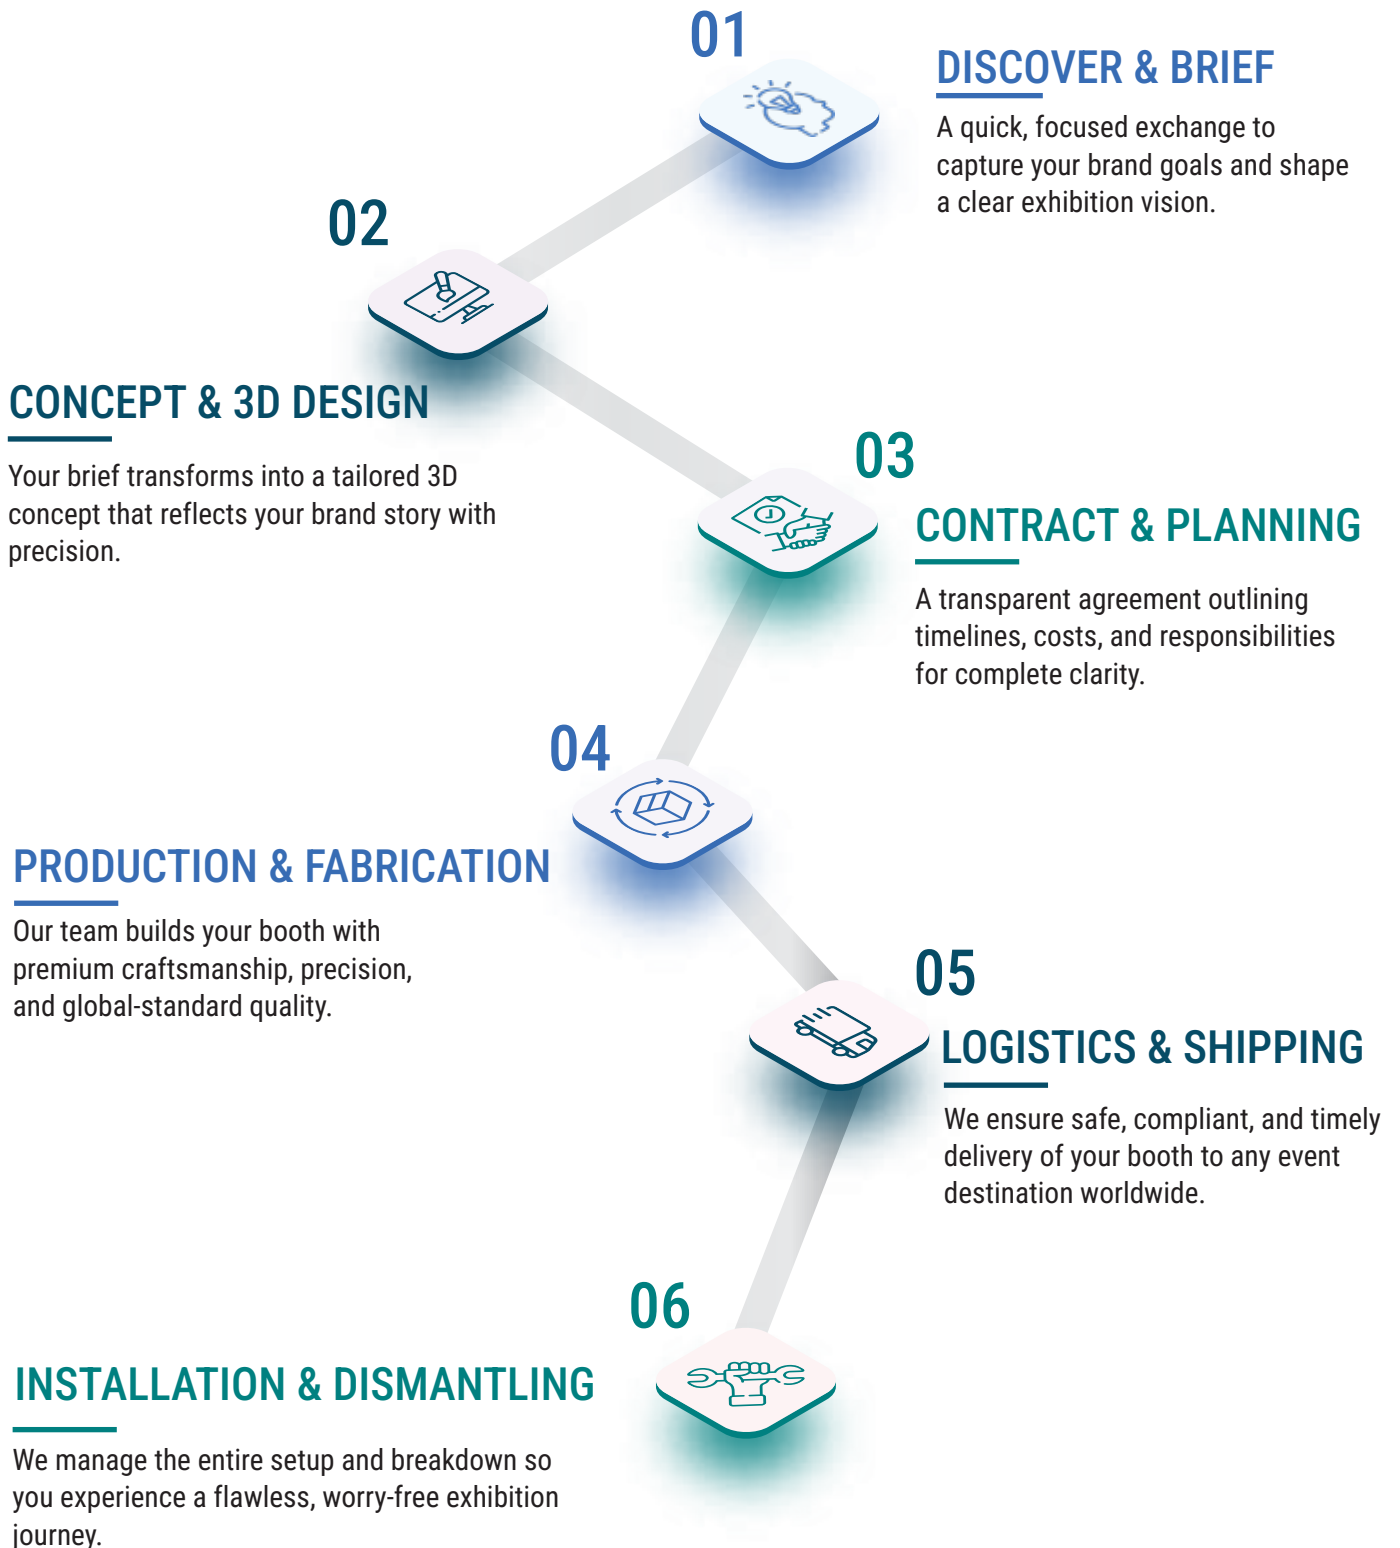 01
DISCOVER & BRIEF
A quick, focused exchange to
capture your brand goals and shape
a clear exhibition vision.
02
CONCEPT & 3D DESIGN
Your brief transforms into a tailored 3D
concept that reflects your brand story with
precision.
03
CONTRACT & PLANNING
A transparent agreement outlining
timelines, costs, and responsibilities
for complete clarity.
04
PRODUCTION & FABRICATION
Our team builds your booth with
premium craftsmanship, precision,
and global-standard quality.
05
LOGISTICS & SHIPPING
We ensure safe, compliant, and timely
delivery of your booth to any event
destination worldwide.
06
INSTALLATION & DISMANTLING
We manage the entire setup and breakdown so
you experience a flawless, worry-free exhibition
journey.